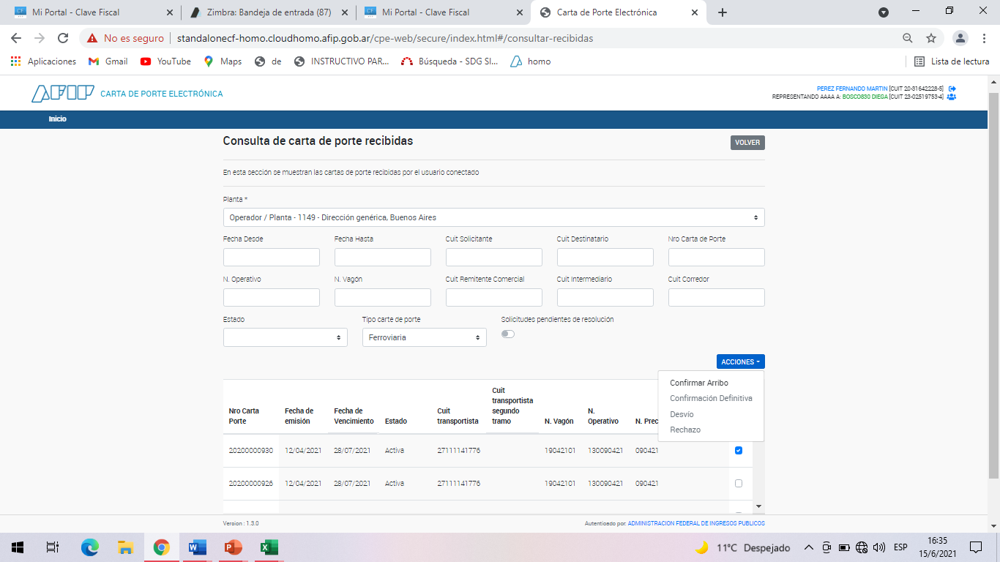 Mi Portal - Clave Fiscal
Zimbra: Bandeja de entrada (87)
Mi Portal - Clave Fiscal
Carta de Porte Electrónica
No es seguro | standalonecf-homo.cloudhomo.afip.gob.ar/cpe-web/secure/index.html#/consultar-recibidas
Aplicaciones
Gmail
YouTube
Maps
de
INSTRUCTIVO PAR...
Búsqueda - SDG SI...
homo
Lista de lectura
AFIP CARTA DE PORTE ELECTRÓNICA
PEREZ FERNANDO MARTIN [CUIT 20-31642228-5]
REPRESENTANDO AAAA A: BOSCO830 DIEGA [CUIT 23-02519753-4]
Inicio
Consulta de carta de porte recibidas
VOLVER
En esta sección se muestran las cartas de porte recibidas por el usuario conectado
Planta *
Operador / Planta - 1149 - Dirección genérica, Buenos Aires
Fecha Desde Fecha Hasta Cuit Solicitante Cuit Destinatario Nro Carta de Porte
N. Operativo N. Vagón Cuit Remitente Comercial Cuit Intermediario Cuit Corredor
Estado Tipo carte de porte Solicitudes pendientes de resolución
Ferroviaria
ACCIONES
Confirmar Arribo
Confirmación Definitiva
Desvío
Rechazo
Nro Carta Porte Fecha de emisión Fecha de Vencimiento Estado Cuit transportista Cuit transportista segundo tramo N. Vagón N. Operativo N. Prec
20200000930 12/04/2021 28/07/2021 Activa 27111141776 19042101 130090421 090421
20200000926 12/04/2021 28/07/2021 Activa 27111141776 19042101 130090421 090421
Version : 1.3.0
Autenticado por: ADMINISTRACION FEDERAL DE INGRESOS PUBLICOS
11°C Despejado
ESP
16:35
15/6/2021